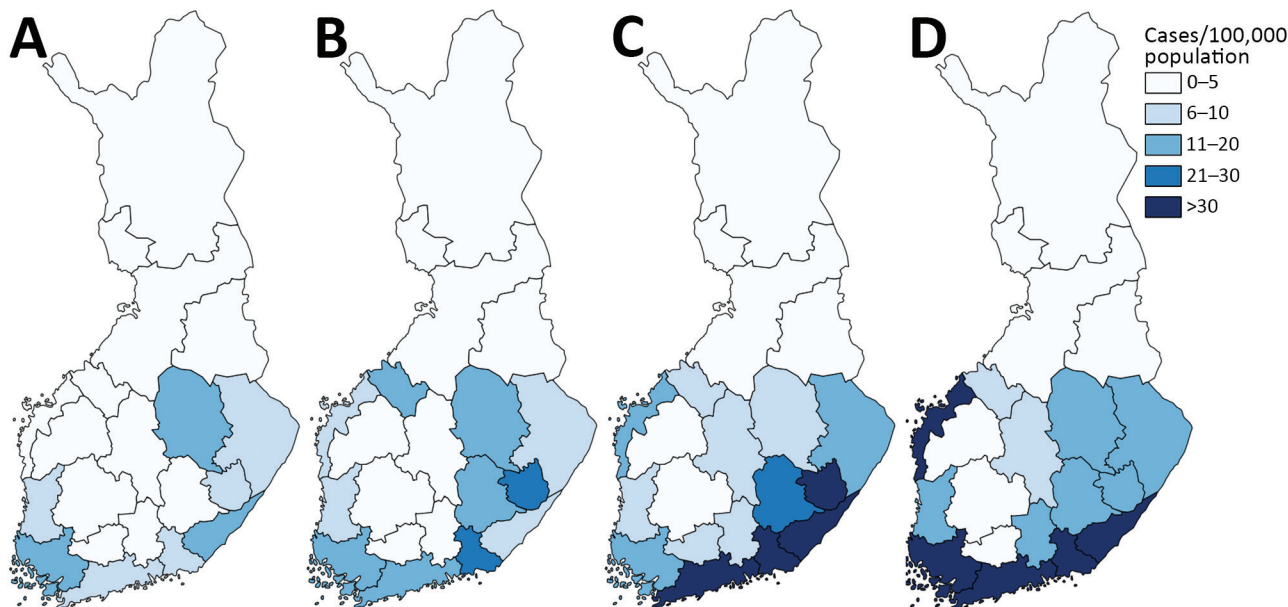 A
B
C
D
Cases/100,000
population
0–5
6–10
11–20
21–30
>30